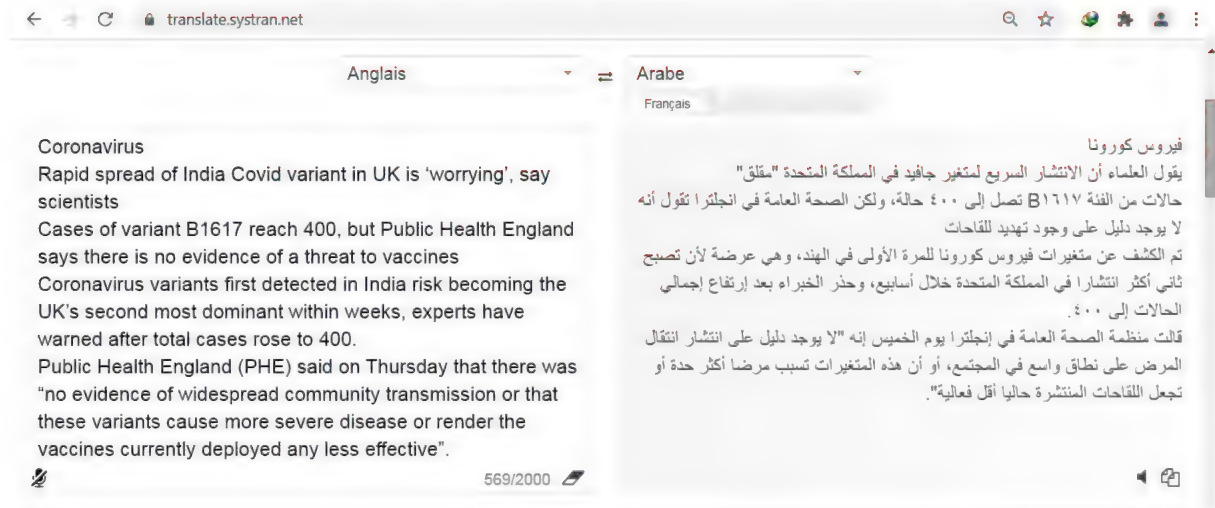 translate.systran.net
Anglais
Arabe
Français
Coronavirus
Rapid spread of India Covid variant in UK is ‘worrying’, say
scientists
Cases of variant B1617 reach 400, but Public Health England
says there is no evidence of a threat to vaccines
Coronavirus variants first detected in India risk becoming the
UK’s second most dominant within weeks, experts have
warned after total cases rose to 400.
Public Health England (PHE) said on Thursday that there was
“no evidence of widespread community transmission or that
these variants cause more severe disease or render the
vaccines currently deployed any less effective”.
569/2000
فيروس كورونا
يقول العلماء أن الانتشار السريع لمتغير جافيد في المملكة المتحدة "مقلق"
حالات من الفئة B١٦١٧ تصل إلى ٤٠٠ حالة، ولكن الصحة العامة في انجلترا تقول أنه
لا يوجد دليل على وجود تهديد للقاحات
تم الكشف عن متغيرات فيروس كورونا للمرة الأولى في الهند، وهي عرضة لأن تصبح
ثاني أكثر انتشارا في المملكة المتحدة خلال أسابيع، وحذر الخبراء بعد إرتفاع إجمالي
الحالات إلى ٤٠٠.
قالت منظمة الصحة العامة في إنجلترا يوم الخميس إنه "لا يوجد دليل على انتشار انتقال
المرض على نطاق واسع في المجتمع، أو أن هذه المتغيرات تسبب مرضا أكثر حدة أو
تجعل اللقاحات المنتشرة حاليا أقل فعالية".